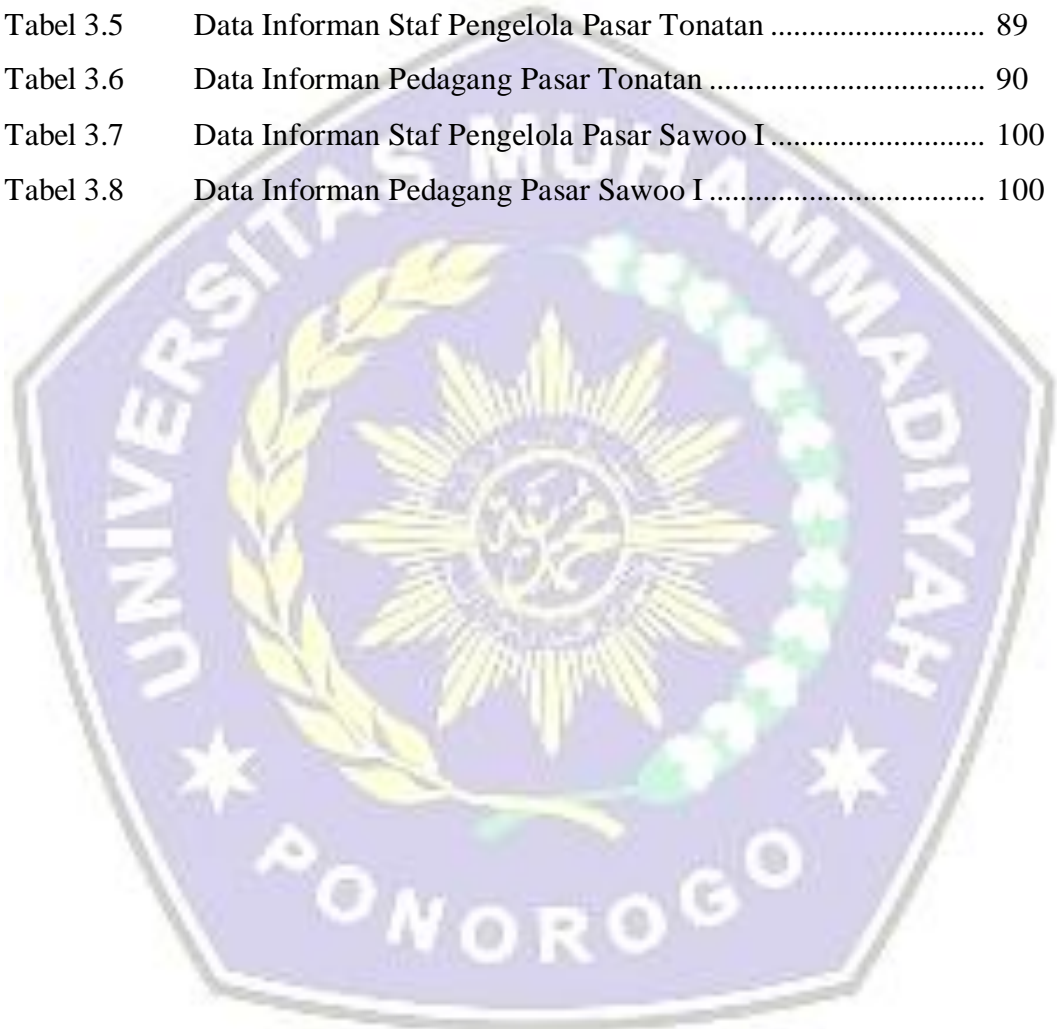 Tabel 3.5 Data Informan Staf Pengelola Pasar Tonatan ............................ 89
Tabel 3.6 Data Informan Pedagang Pasar Tonatan .................................... 90
Tabel 3.7 Data Informan Staf Pengelola Pasar Sawoo I ............................ 100
Tabel 3.8 Data Informan Pedagang Pasar Sawoo I .................................... 100
UNIVERSITAS MUHAMMADIYAH
PONOROGO